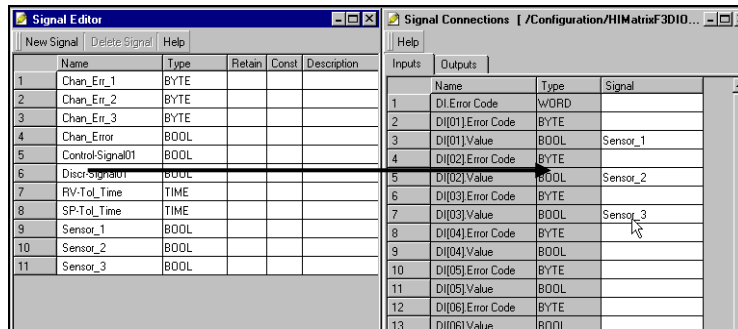 Signal Editor
New Signal Delete Signal Help
Name Type Retain Const Description
1 Chan_Err_1 BYTE
2 Chan_Err_2 BYTE
3 Chan_Err_3 BYTE
4 Chan_Error BOOL
5 Control-Signal01 BOOL
6 Discr-Signal01 BOOL
7 RV-Tol_Time TIME
8 SP-Tol_Time TIME
9 Sensor_1 BOOL
10 Sensor_2 BOOL
11 Sensor_3 BOOL
Signal Connections [ /Configuration/HIMatrixF3DIO...
Help
Inputs Outputs
Name Type Signal
1 DI.Error Code WORD
2 DI[01].Error Code BYTE
3 DI[01].Value BOOL Sensor_1
4 DI[02].Error Code BYTE
5 DI[02].Value BOOL Sensor_2
6 DI[03].Error Code BYTE
7 DI[03].Value BOOL Sensor_3
8 DI[04].Error Code BYTE
9 DI[04].Value BOOL
10 DI[05].Error Code BYTE
11 DI[05].Value BOOL
12 DI[06].Error Code BYTE
13 DI[06].Value BOOL